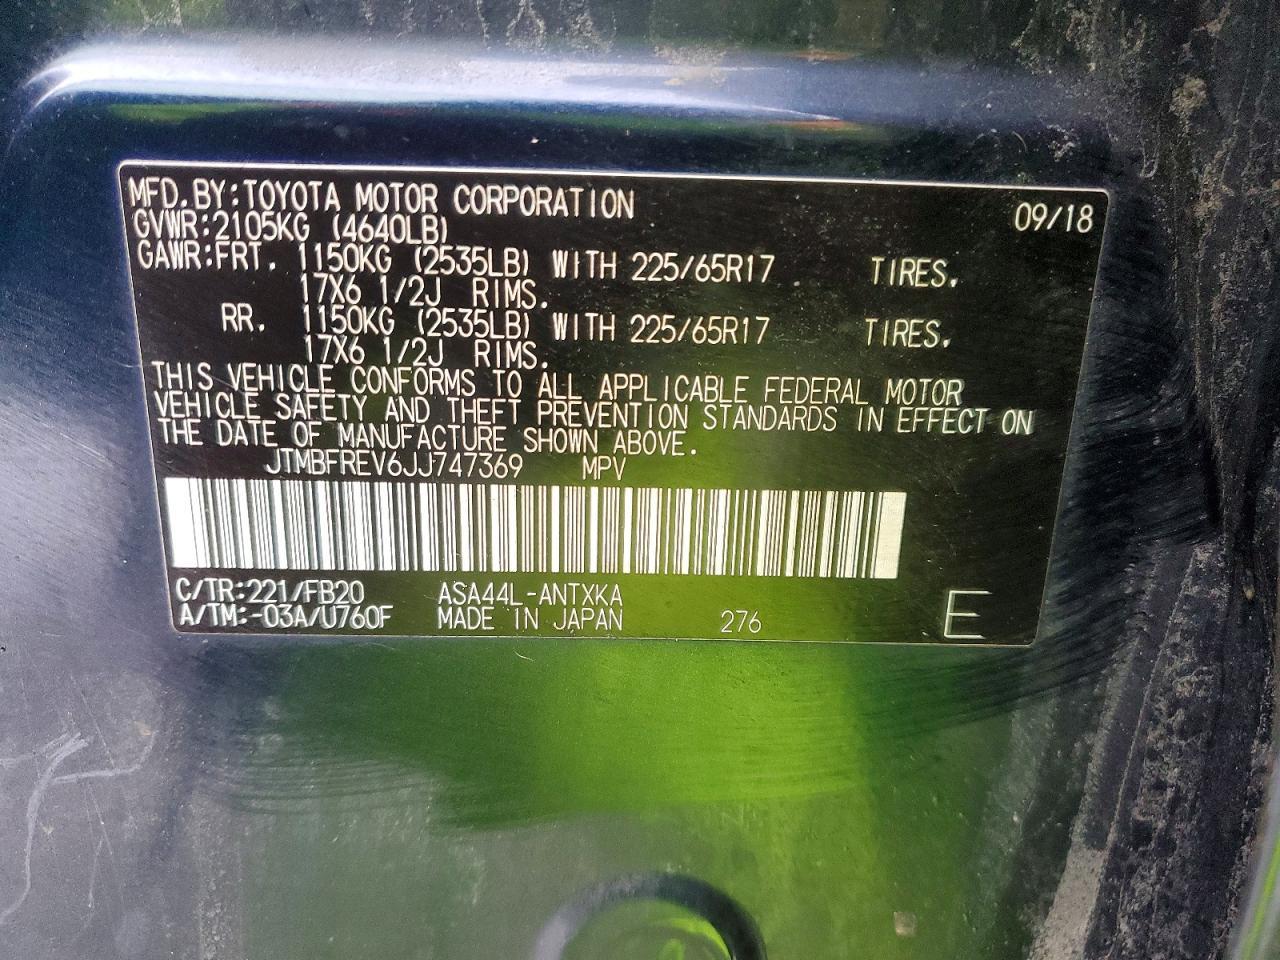 MFD.BY:TOYOTA MOTOR CORPORATION 09/18
GVWR:2105KG (4640LB)
GAWR:FRT. 1150KG (2535LB) WITH 225/65R17 TIRES.
17X6 1/2J RIMS.
RR. 1150KG (2535LB) WITH 225/65R17 TIRES.
17X6 1/2J RIMS.
THIS VEHICLE CONFORMS TO ALL APPLICABLE FEDERAL MOTOR
VEHICLE SAFETY AND THEFT PREVENTION STANDARDS IN EFFECT ON
THE DATE OF MANUFACTURE SHOWN ABOVE.
JTMBFREV6JJ747369 MPV
C/TR:221/FB20 ASA44L-ANTXKA
A/TM:-03A/U760F MADE IN JAPAN 276 E